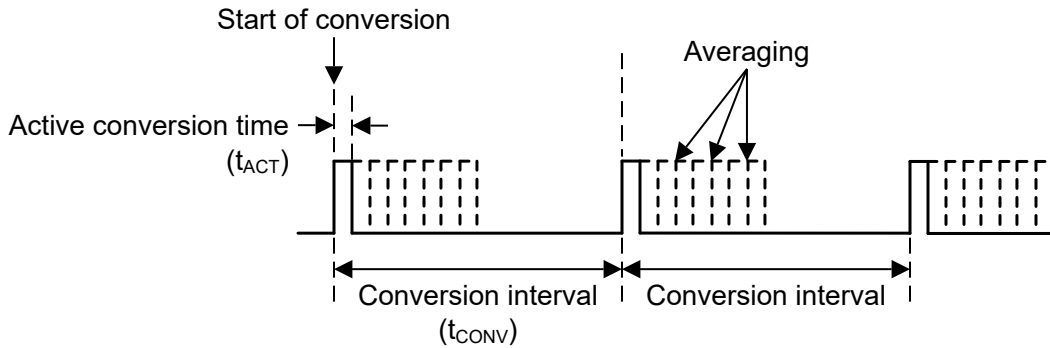 Start of conversion
Averaging
Active conversion time
(tACT)
Conversion interval
(tCONV)
Conversion interval